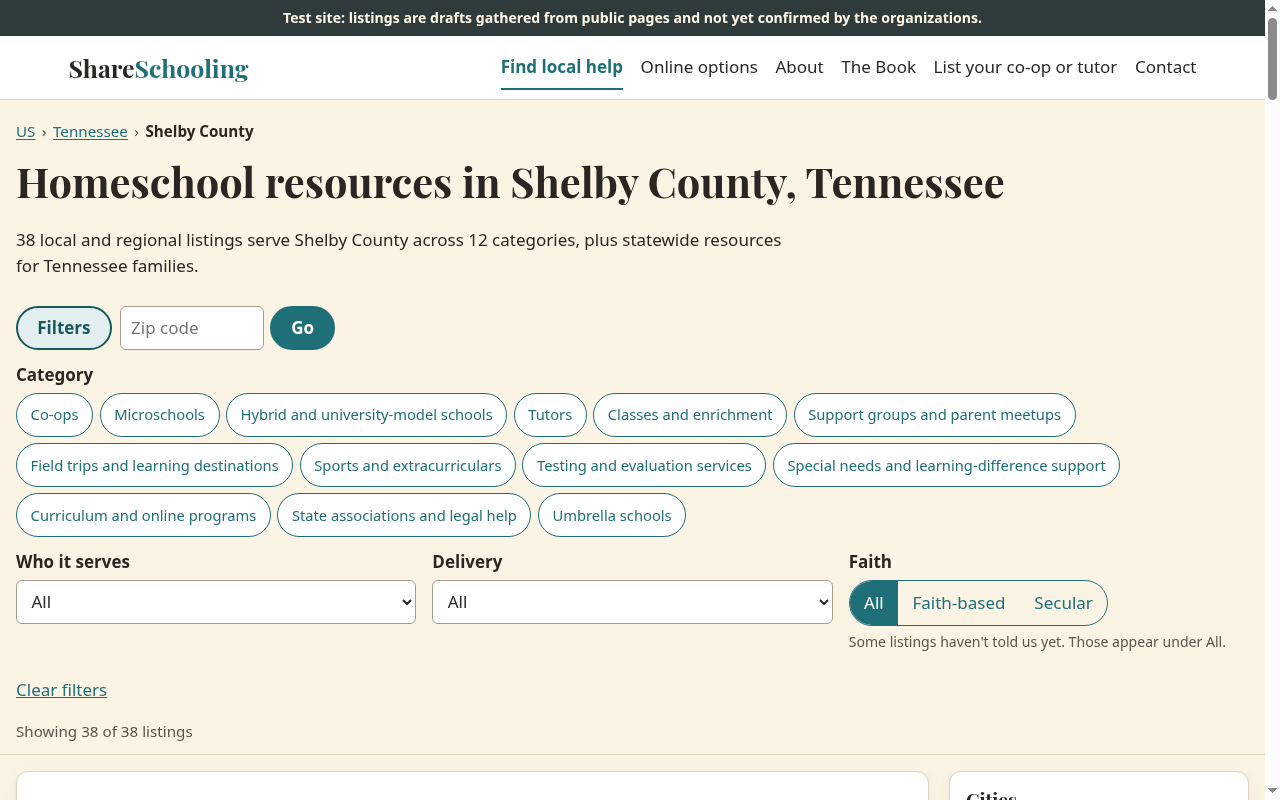 Test site: listings are drafts gathered from public pages and not yet confirmed by the organizations.
ShareSchooling
Find local help
Online options
About
The Book
List your co-op or tutor
Contact
US › Tennessee › Shelby County
Homeschool resources in Shelby County, Tennessee
38 local and regional listings serve Shelby County across 12 categories, plus statewide resources
for Tennessee families.
Filters
Zip code
Go
Category
Co-ops
Microschools
Hybrid and university-model schools
Tutors
Classes and enrichment
Support groups and parent meetups
Field trips and learning destinations
Sports and extracurriculars
Testing and evaluation services
Special needs and learning-difference support
Curriculum and online programs
State associations and legal help
Umbrella schools
Who it serves
All
Delivery
All
Faith
All
Faith-based
Secular
Some listings haven't told us yet. Those appear under All.
Clear filters
Showing 38 of 38 listings
Cities